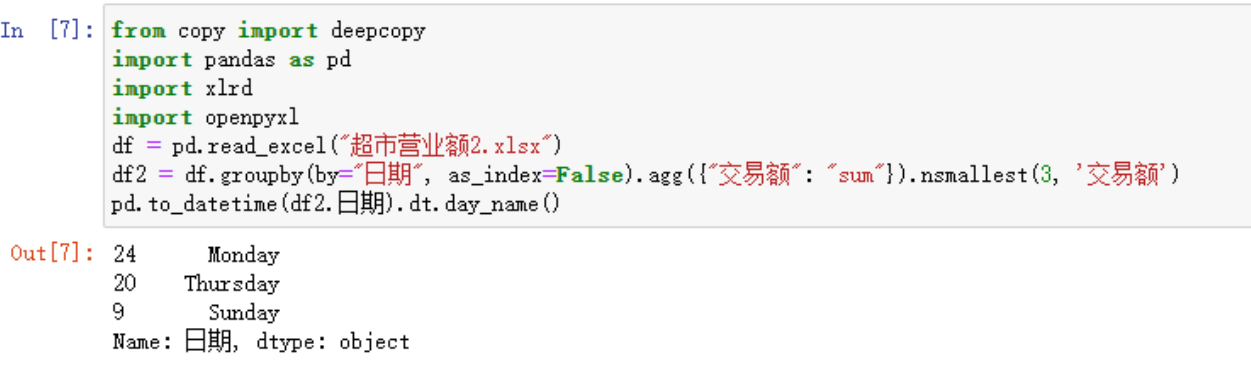 In [7]: from copy import deepcopy
import pandas as pd
import xlrd
import openpyxl
df = pd.read_excel("超市营业额2.xlsx")
df2 = df.groupby(by="日期", as_index=False).agg({"交易额": "sum"}).nsmallest(3, '交易额')
pd.to_datetime(df2.日期).dt.day_name()
Out[7]: 24 Monday
20 Thursday
9 Sunday
Name: 日期, dtype: object